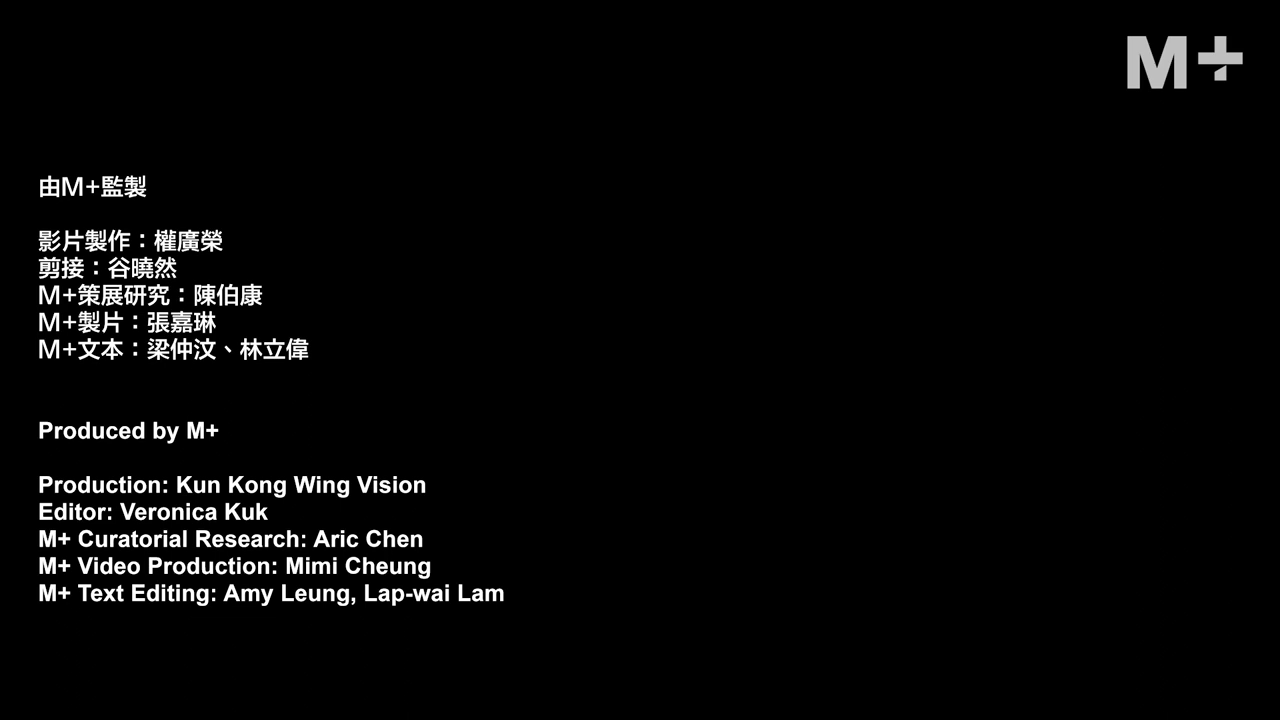 M+
由M+監製
影片製作：權廣榮
剪接：谷曉然
M+策展研究：陳伯康
M+製片：張嘉琳
M+文本：梁仲汶、林立偉
Produced by M+
Production: Kun Kong Wing Vision
Editor: Veronica Kuk
M+ Curatorial Research: Aric Chen
M+ Video Production: Mimi Cheung
M+ Text Editing: Amy Leung, Lap-wai Lam